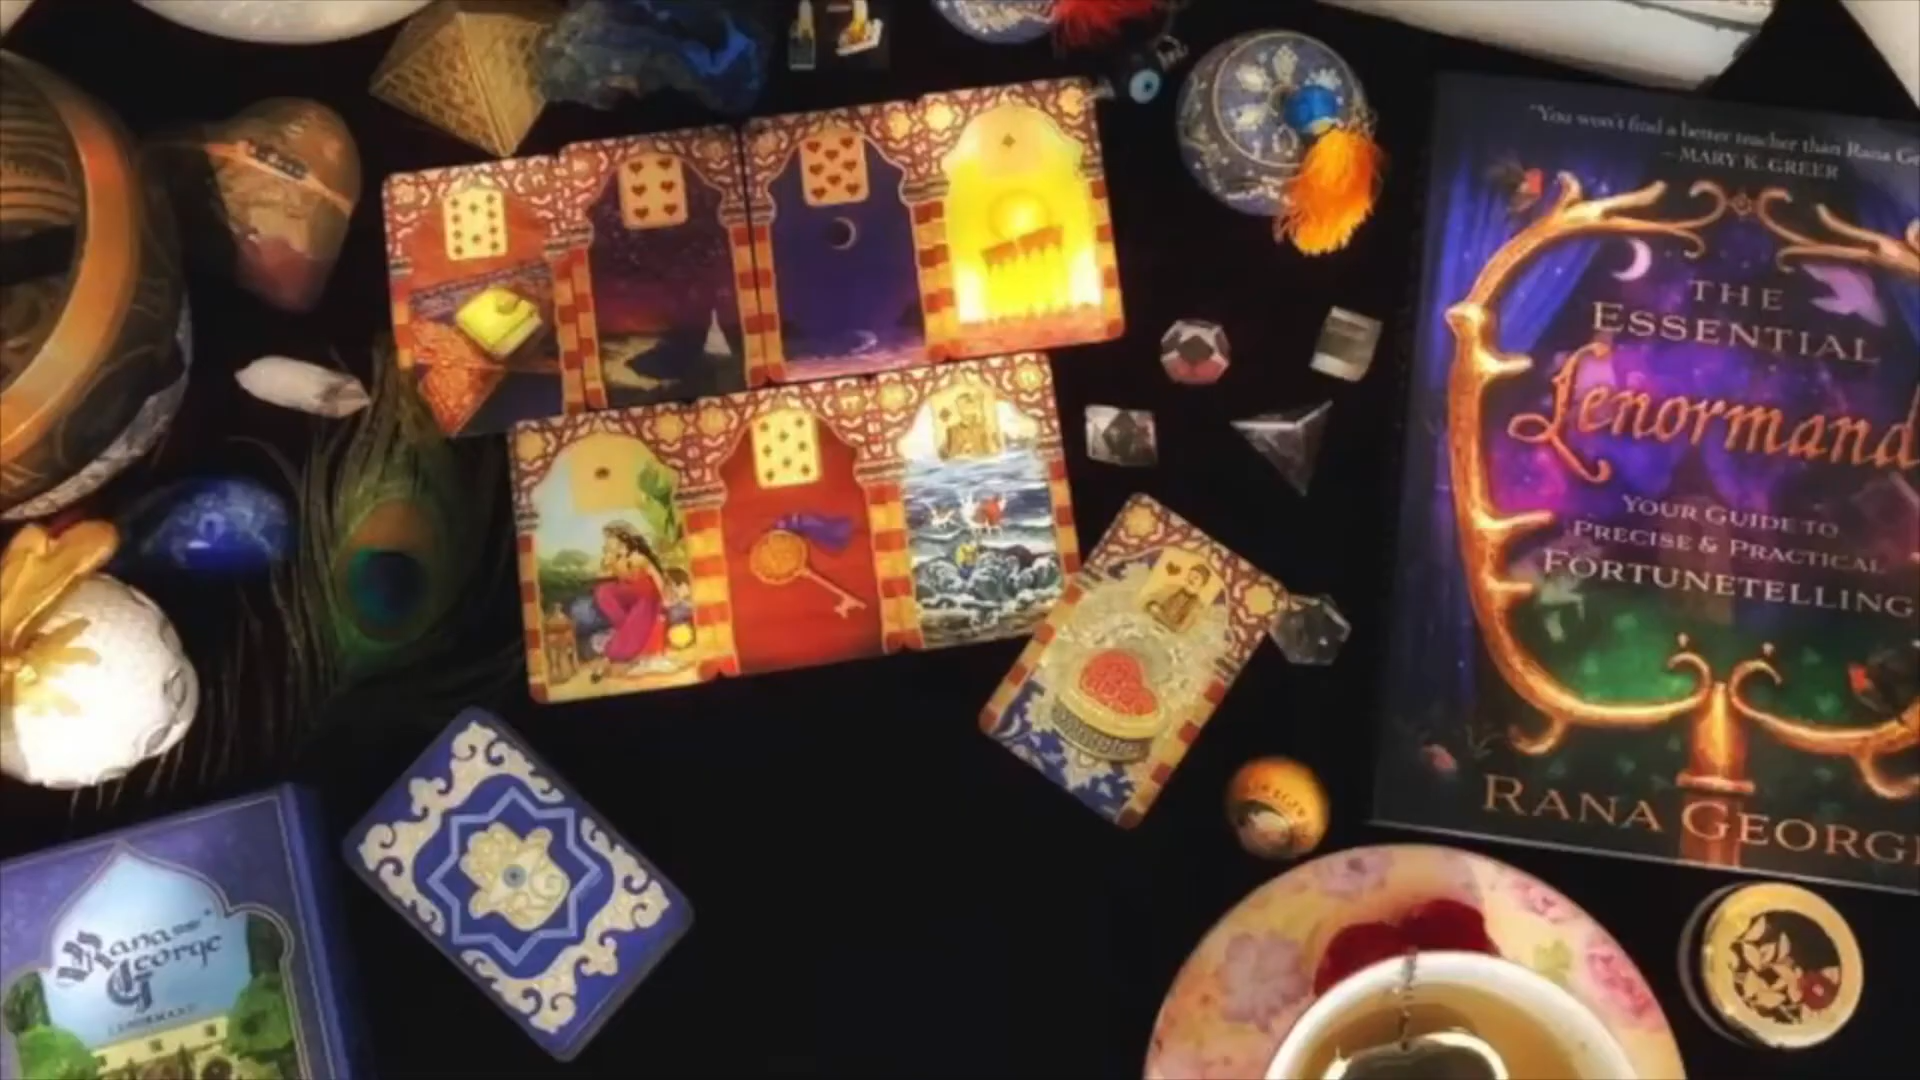 "You won't find a better teacher than Rana Ge
– MARY K. GREER
THE
ESSENTIAL
Lenormand
YOUR GUIDE TO
PRECISE & PRACTICAL
FORTUNETELLING
RANA GEORGE
Rana
George
LENORMAND